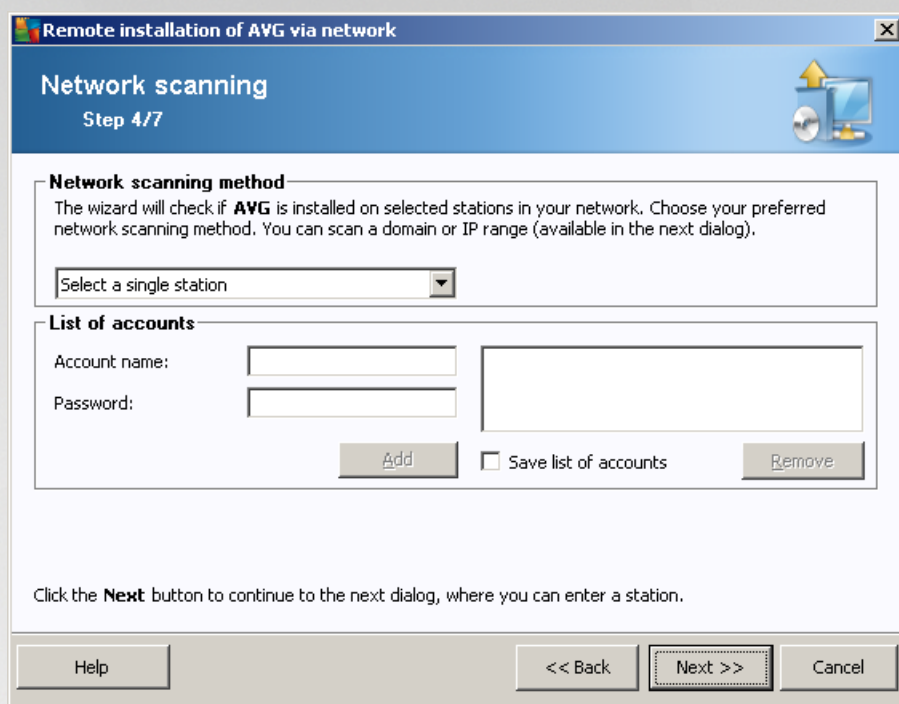 Remote installation of AVG via network
Network scanning
Step 4/7
Network scanning method
The wizard will check if AVG is installed on selected stations in your network. Choose your preferred
network scanning method. You can scan a domain or IP range (available in the next dialog).
Select a single station
List of accounts
Account name:
Password:
Add
Save list of accounts
Remove
Click the Next button to continue to the next dialog, where you can enter a station.
Help
<< Back
Next >>
Cancel